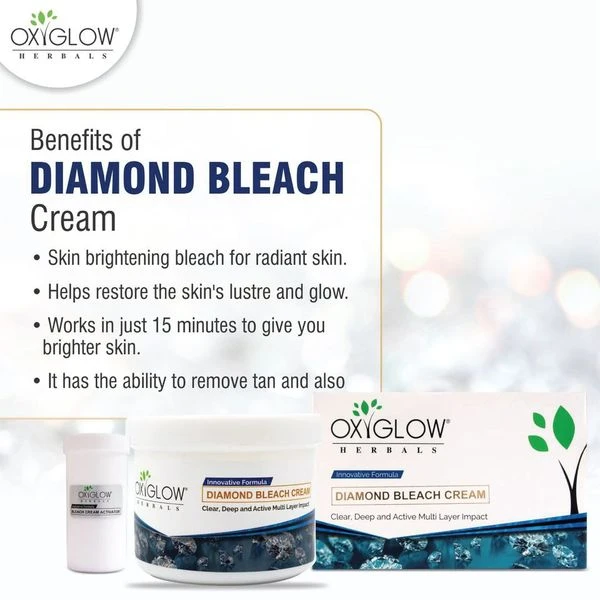 OXYGLOW®
HERBALS
Benefits of
DIAMOND BLEACH
Cream
• Skin brightening bleach for radiant skin.
• Helps restore the skin's lustre and glow.
• Works in just 15 minutes to give you
brighter skin.
• It has the ability to remove tan and also
OXYGLOW®
HERBALS
Innovative Formula
DIAMOND BLEACH CREAM
Clear, Deep and Active Multi Layer Impact
OXYGLOW®
HERBALS
Innovative Formula
DIAMOND BLEACH CREAM
Clear, Deep and Active Multi Layer Impact
OXYGLOW
HERBALS
BLEACH CREAM ACTIVATOR